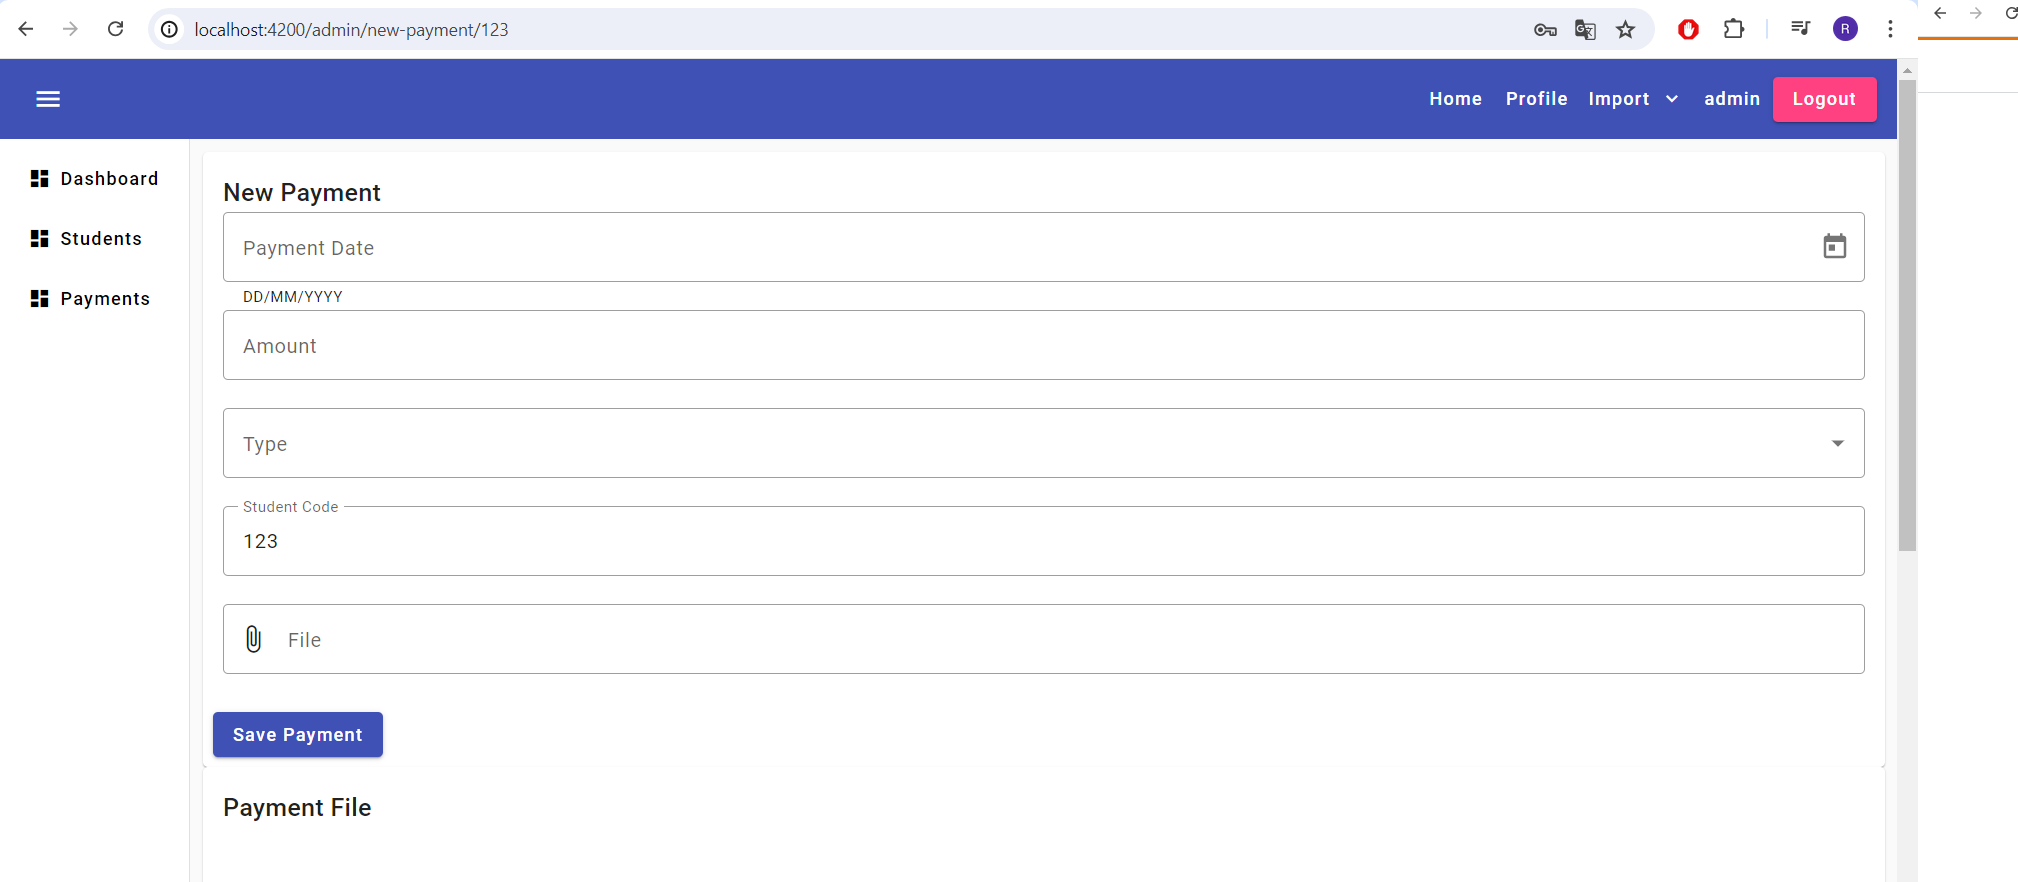 localhost:4200/admin/new-payment/123
R
Home Profile Import admin Logout
Dashboard
Students
Payments
New Payment
Payment Date
DD/MM/YYYY
Amount
Type
Student Code
123
File
Save Payment
Payment File